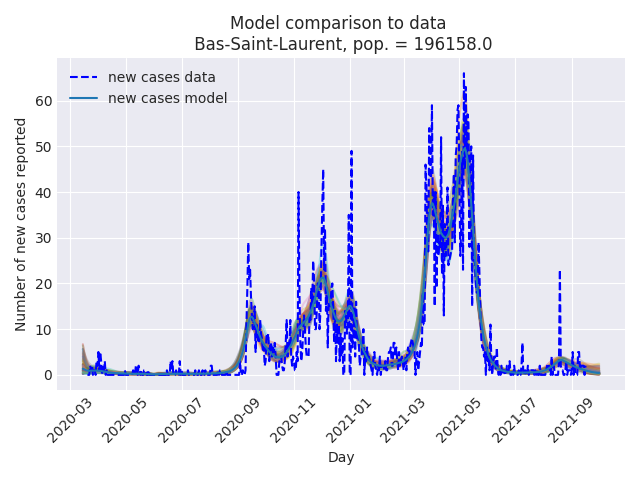 Model comparison to data
Bas-Saint-Laurent, pop. = 196158.0
new cases data
new cases model
Number of new cases reported
60
50
40
30
20
10
0
2020-03
2020-05
2020-07
2020-09
2020-11
2021-01
2021-03
2021-05
2021-07
2021-09
Day